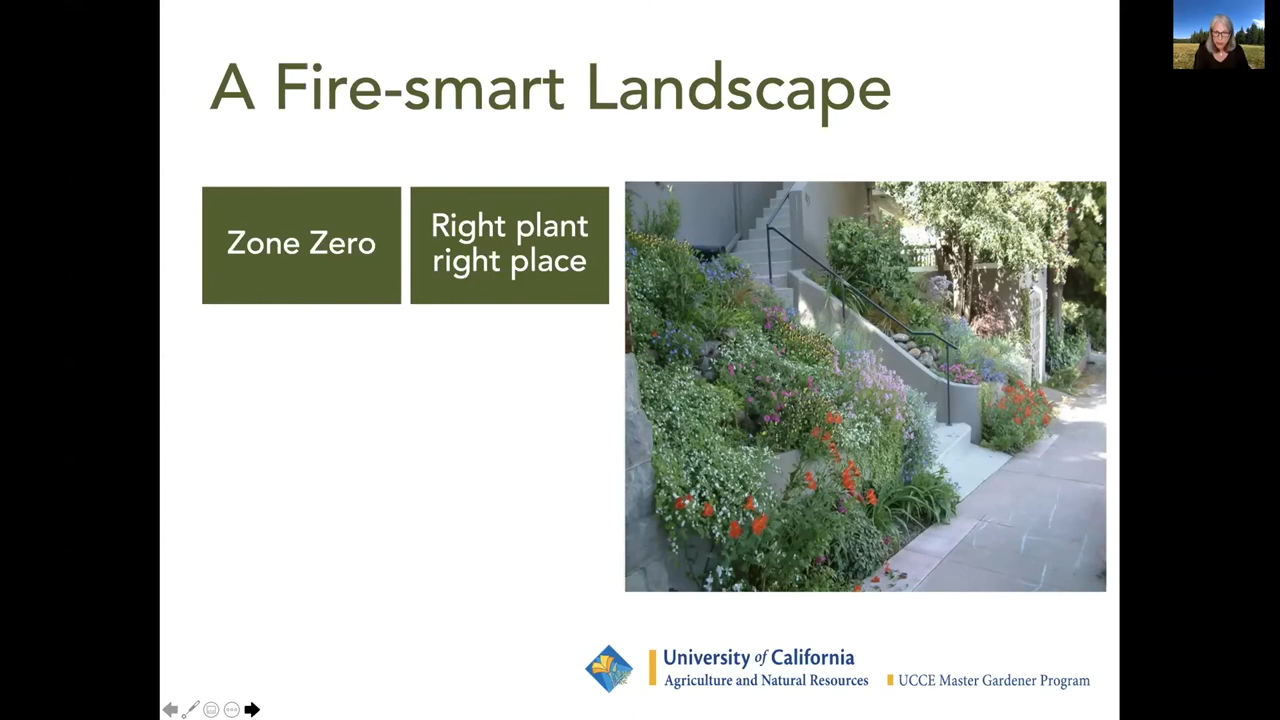 A Fire-smart Landscape
Zone Zero
Right plant
right place
University of California
Agriculture and Natural Resources
UCCE Master Gardener Program